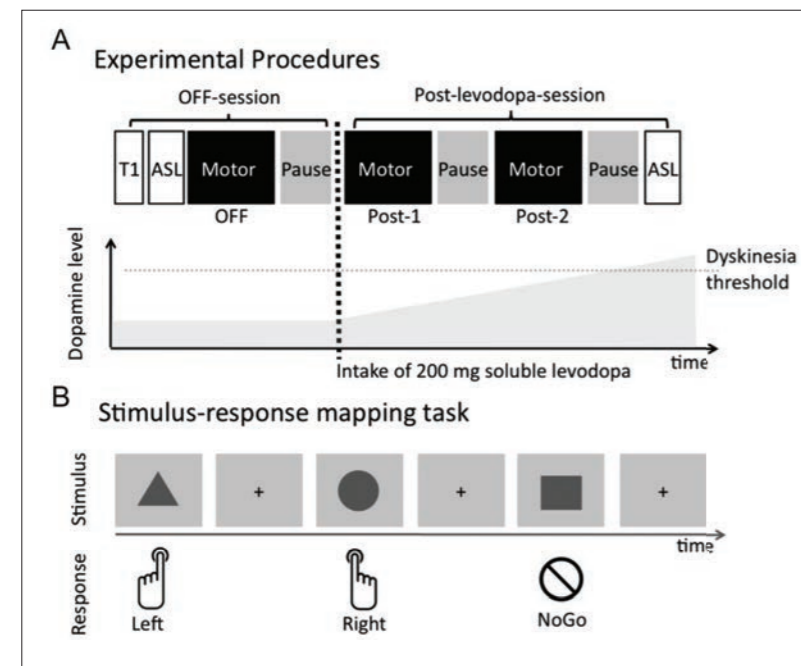 A
Experimental Procedures
OFF-session
Post-levodopa-session
T1 ASL Motor Pause Motor Pause Motor Pause ASL
OFF Post-1 Post-2
Dopamine level
Dyskinesia
threshold
time
Intake of 200 mg soluble levodopa
B
Stimulus-response mapping task
Stimulus
+ + +
time
Response
Left Right NoGo